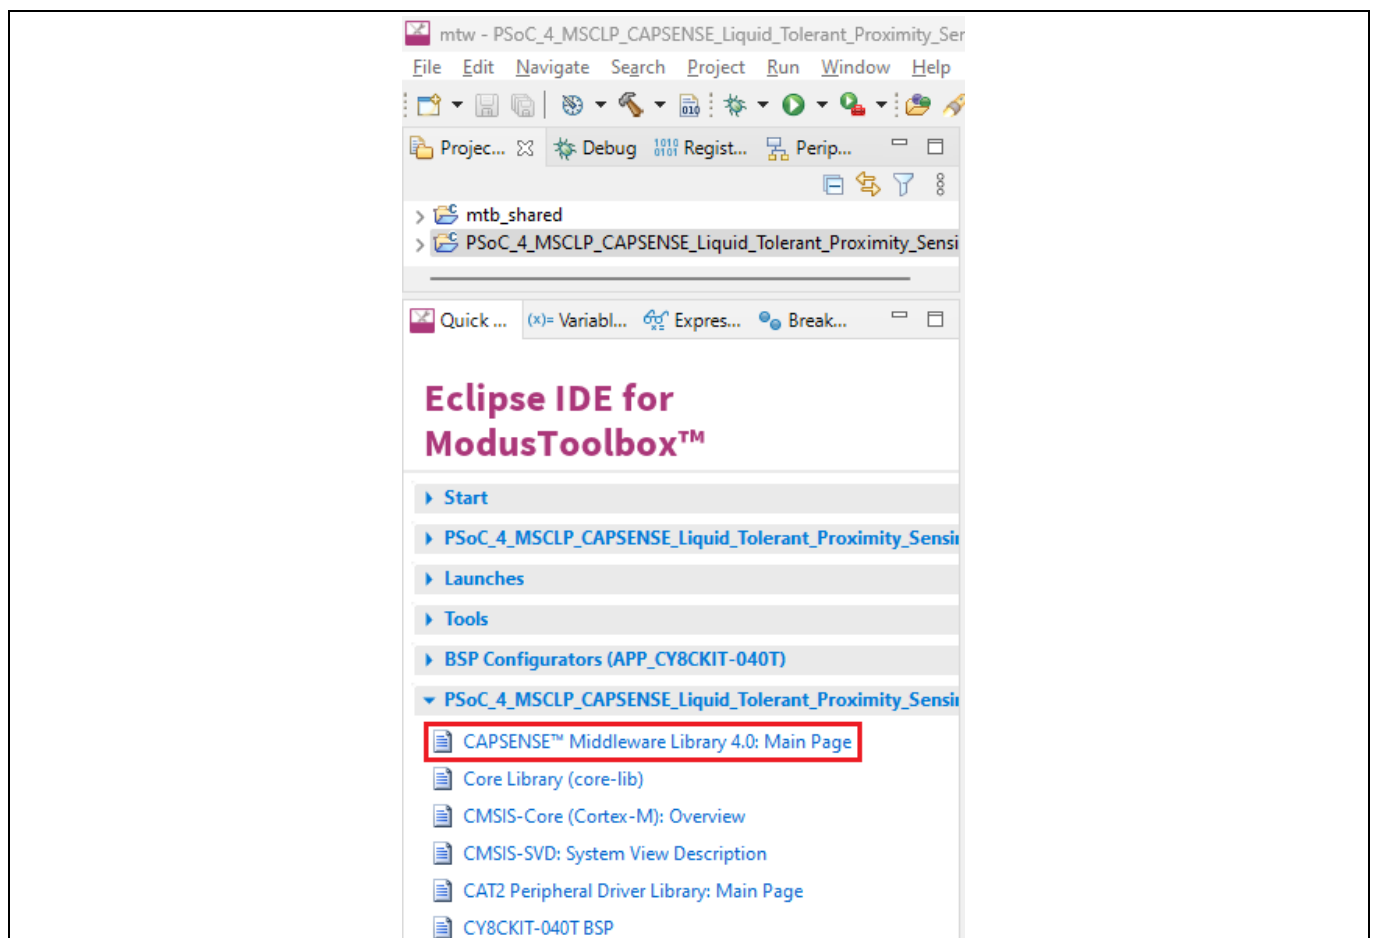 mtw - PSoC_4_MSCLP_CAPSENSE_Liquid_Tolerant_Proximity_Ser
File Edit Navigate Search Project Run Window Help
Projec... Debug Regist... Perip...
mtb_shared
PSoC_4_MSCLP_CAPSENSE_Liquid_Tolerant_Proximity_Sensi
Quick ... (x)= Variabl... Expres... Break...
Eclipse IDE for
ModusToolbox™
Start
PSoC_4_MSCLP_CAPSENSE_Liquid_Tolerant_Proximity_Sensin
Launches
Tools
BSP Configurators (APP_CY8CKIT-040T)
PSoC_4_MSCLP_CAPSENSE_Liquid_Tolerant_Proximity_Sensin
CAPSENSE™ Middleware Library 4.0: Main Page
Core Library (core-lib)
CMSIS-Core (Cortex-M): Overview
CMSIS-SVD: System View Description
CAT2 Peripheral Driver Library: Main Page
CY8CKIT-040T BSP